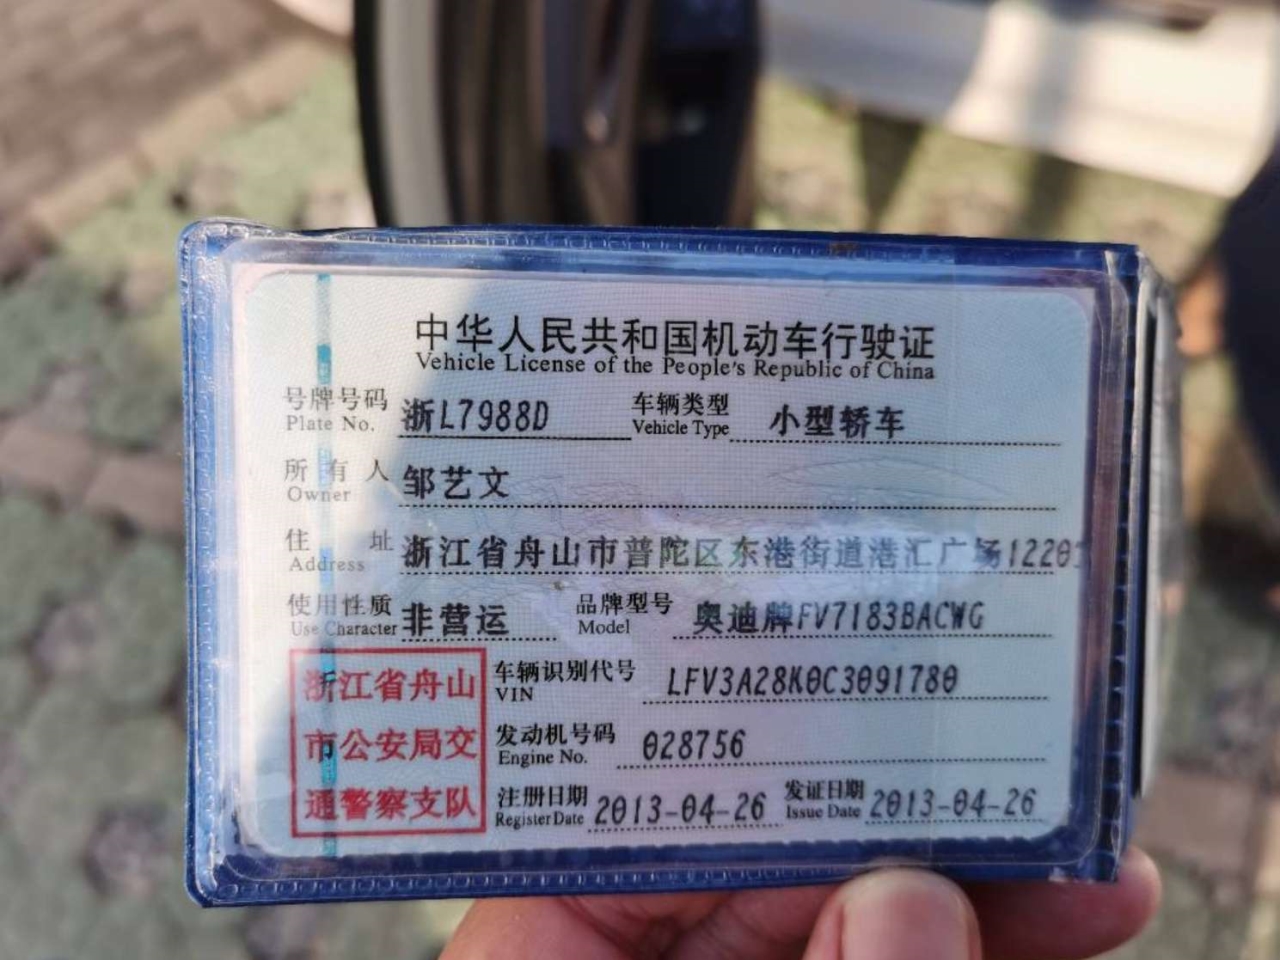 中华人民共和国机动车行驶证
Vehicle License of the People's Republic of China
号牌号码 浙L7988D 车辆类型 小型轿车
Plate No. Vehicle Type
所有人 邹艺文
Owner
住址 浙江省舟山市普陀区东港街道港汇广场12203
Address
使用性质 非营运 品牌型号 奥迪牌FV7183BACWG
Use Character Model
浙江省舟山
市公安局交
通警察支队
车辆识别代号 LFV3A28K0C3091780
VIN
发动机号码 028756
Engine No.
注册日期 2013-04-26 发证日期 2013-04-26
Register Date Issue Date